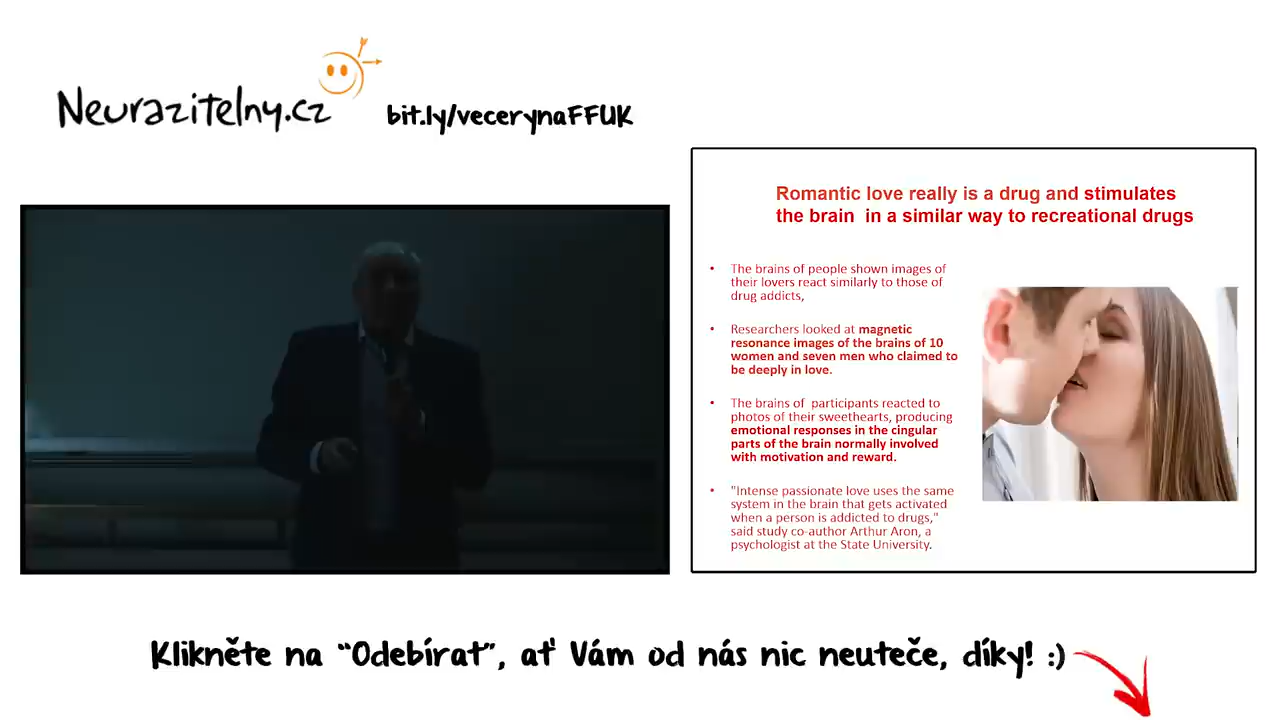 Neurazitelny.cz
bit.ly/vecerynaFFUK
Romantic love really is a drug and stimulates
the brain in a similar way to recreational drugs
• The brains of people shown images of
their lovers react similarly to those of
drug addicts,
• Researchers looked at magnetic
resonance images of the brains of 10
women and seven men who claimed to
be deeply in love.
• The brains of participants reacted to
photos of their sweethearts, producing
emotional responses in the cingular
parts of the brain normally involved
with motivation and reward.
• "Intense passionate love uses the same
system in the brain that gets activated
when a person is addicted to drugs,"
said study co-author Arthur Aron, a
psychologist at the State University.
Klikněte na “Odebírat”, ať Vám od nás nic neuteče, díky! :)